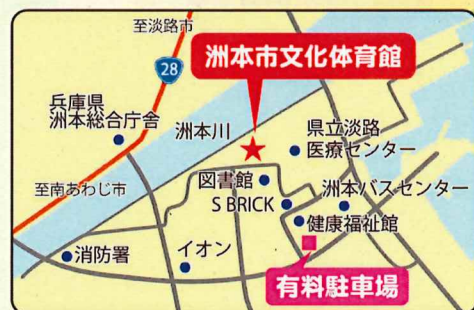 至淡路市
28
洲本市文化体育館
兵庫県
洲本総合庁舎
洲本川
県立淡路
医療センター
至南あわじ市
図書館
洲本バスセンター
S BRICK
健康福祉館
消防署
イオン
有料駐車場